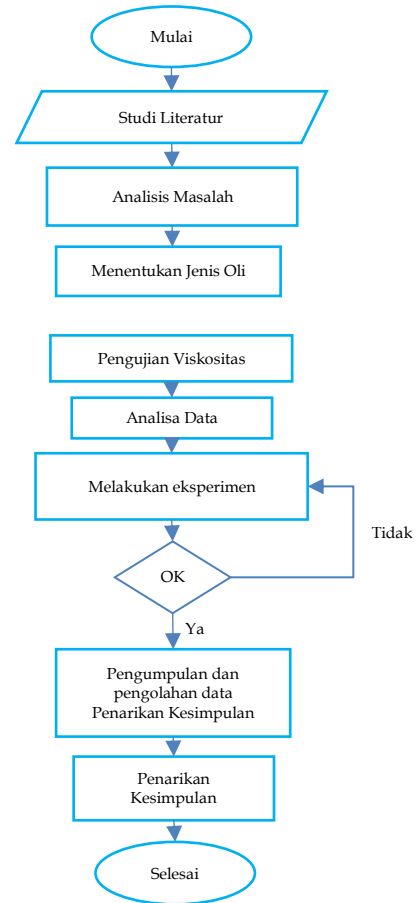 Mulai
Studi Literatur
Analisis Masalah
Menentukan Jenis Oli
Pengujian Viskositas
Analisa Data
Melakukan eksperimen
Tidak
OK
Ya
Pengumpulan dan
pengolahan data
Penarikan Kesimpulan
Penarikan
Kesimpulan
Selesai